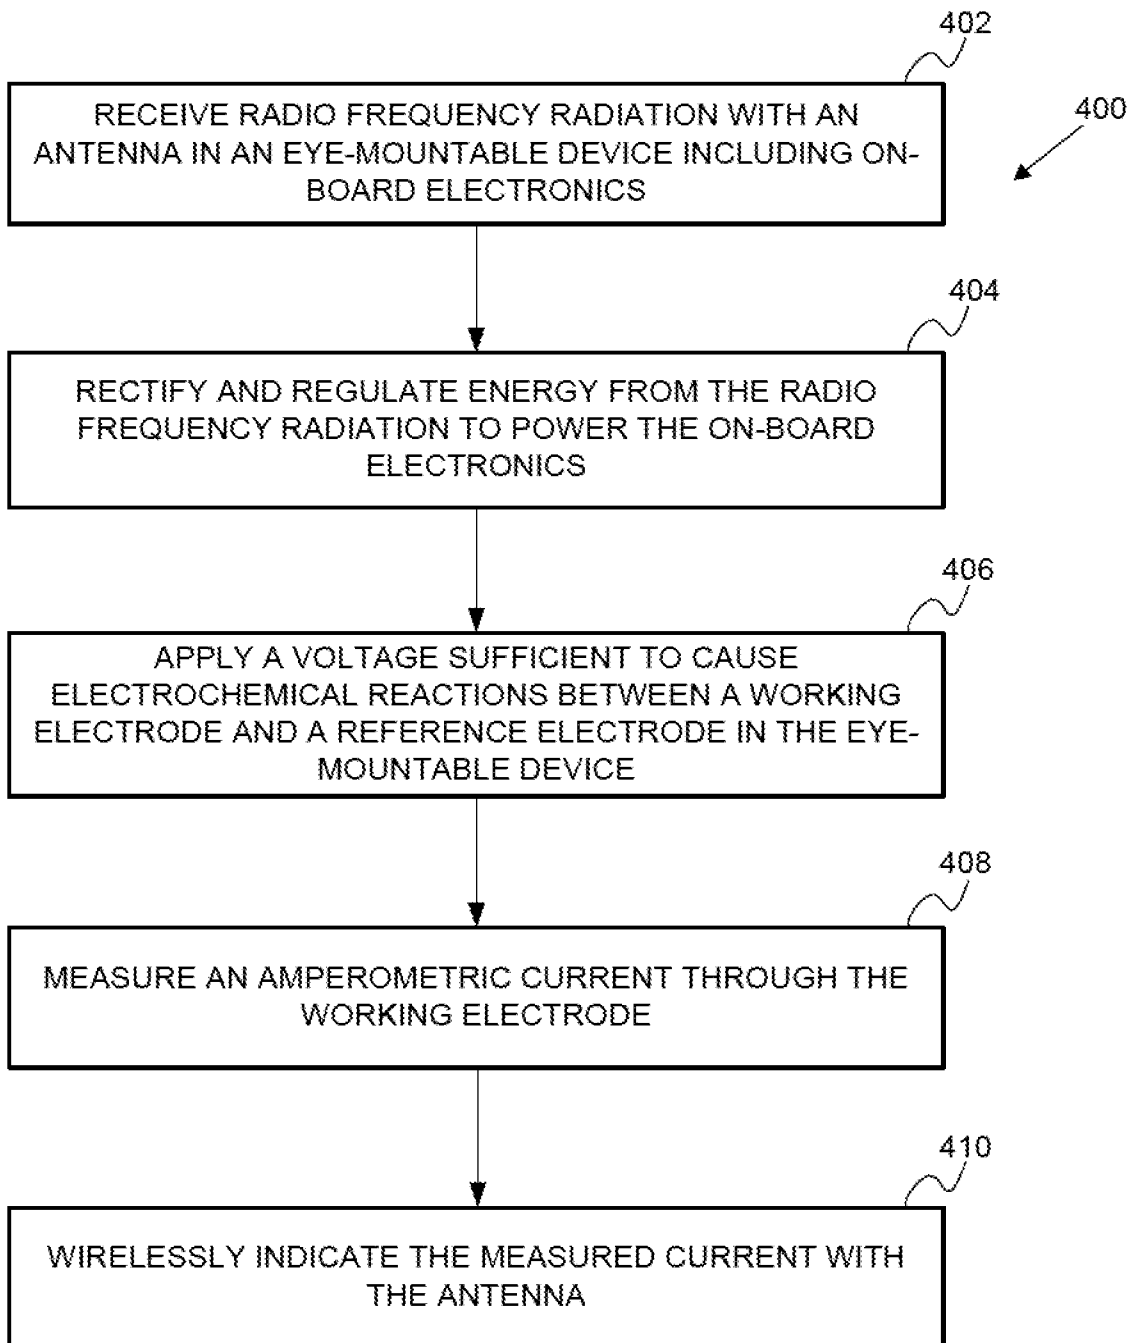 402
400
RECEIVE RADIO FREQUENCY RADIATION WITH AN
ANTENNA IN AN EYE-MOUNTABLE DEVICE INCLUDING ON-
BOARD ELECTRONICS
404
RECTIFY AND REGULATE ENERGY FROM THE RADIO
FREQUENCY RADIATION TO POWER THE ON-BOARD
ELECTRONICS
406
APPLY A VOLTAGE SUFFICIENT TO CAUSE
ELECTROCHEMICAL REACTIONS BETWEEN A WORKING
ELECTRODE AND A REFERENCE ELECTRODE IN THE EYE-
MOUNTABLE DEVICE
408
MEASURE AN AMPEROMETRIC CURRENT THROUGH THE
WORKING ELECTRODE
410
WIRELESSLY INDICATE THE MEASURED CURRENT WITH
THE ANTENNA